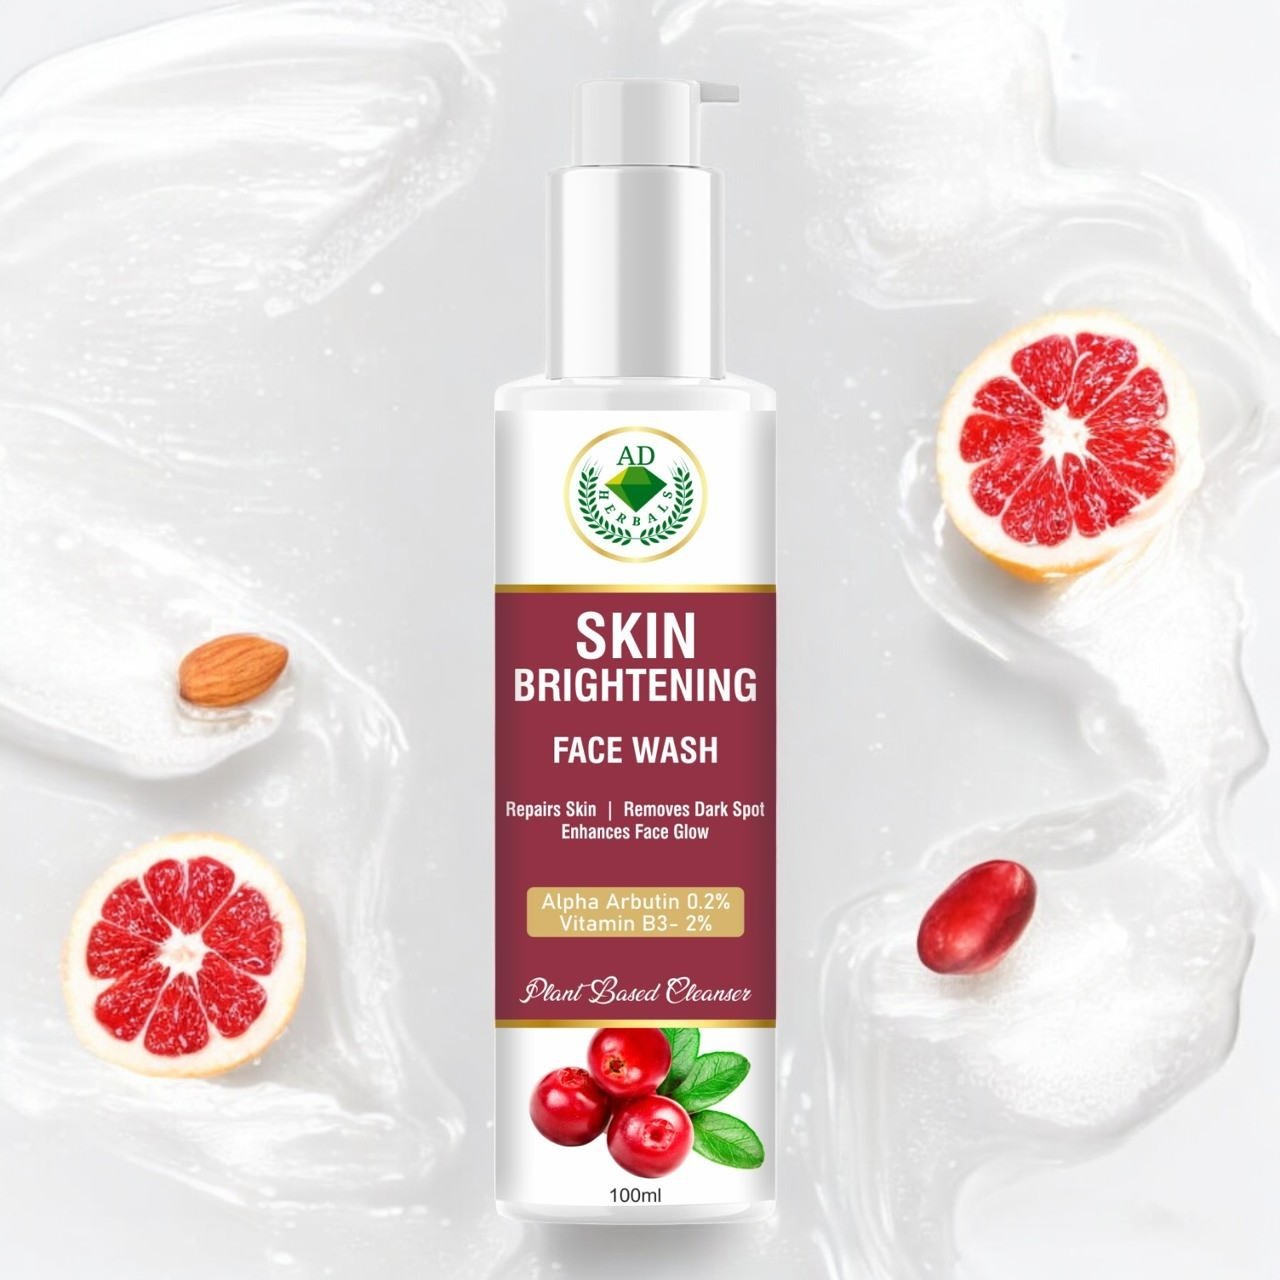 AD
HERBALS
SKIN
BRIGHTENING
FACE WASH
Repairs Skin | Removes Dark Spot
Enhances Face Glow
Alpha Arbutin 0.2%
Vitamin B3- 2%
Plant Based Cleanser
100ml